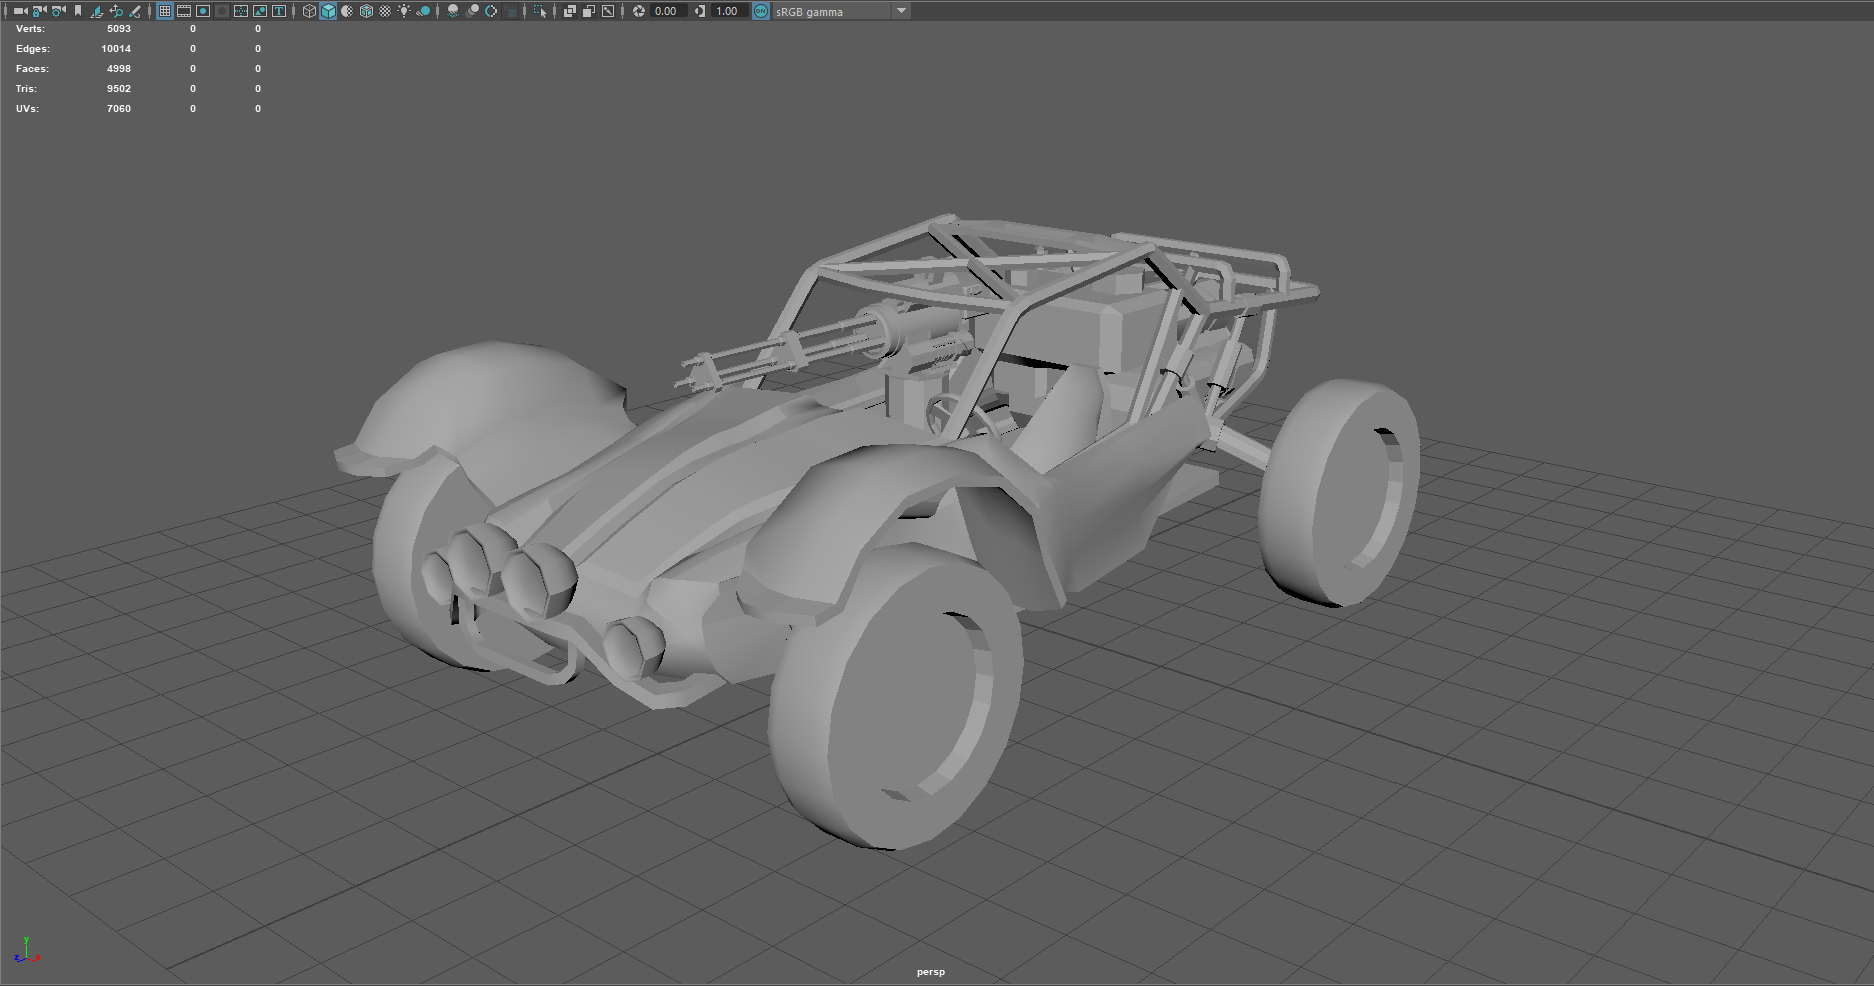 0.00 1.00 ON sRGB gamma
Verts: 5093 0 0
Edges: 10014 0 0
Faces: 4998 0 0
Tris: 9502 0 0
UVs: 7060 0 0
y
z x
persp